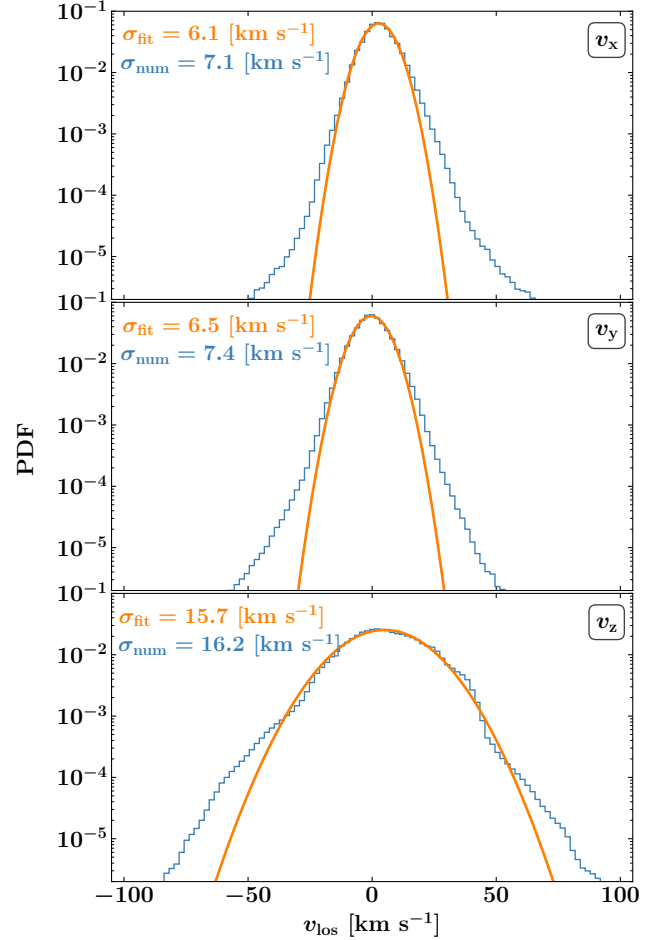 10⁻¹
σfit = 6.1 [km s⁻¹]
σnum = 7.1 [km s⁻¹]
vx
10⁻²
10⁻³
10⁻⁴
10⁻⁵
10⁻¹
σfit = 6.5 [km s⁻¹]
σnum = 7.4 [km s⁻¹]
vy
10⁻²
10⁻³
10⁻⁴
10⁻⁵
10⁻¹
PDF
σfit = 15.7 [km s⁻¹]
σnum = 16.2 [km s⁻¹]
vz
10⁻²
10⁻³
10⁻⁴
10⁻⁵
−100 −50 0 50 100
vlos [km s⁻¹]